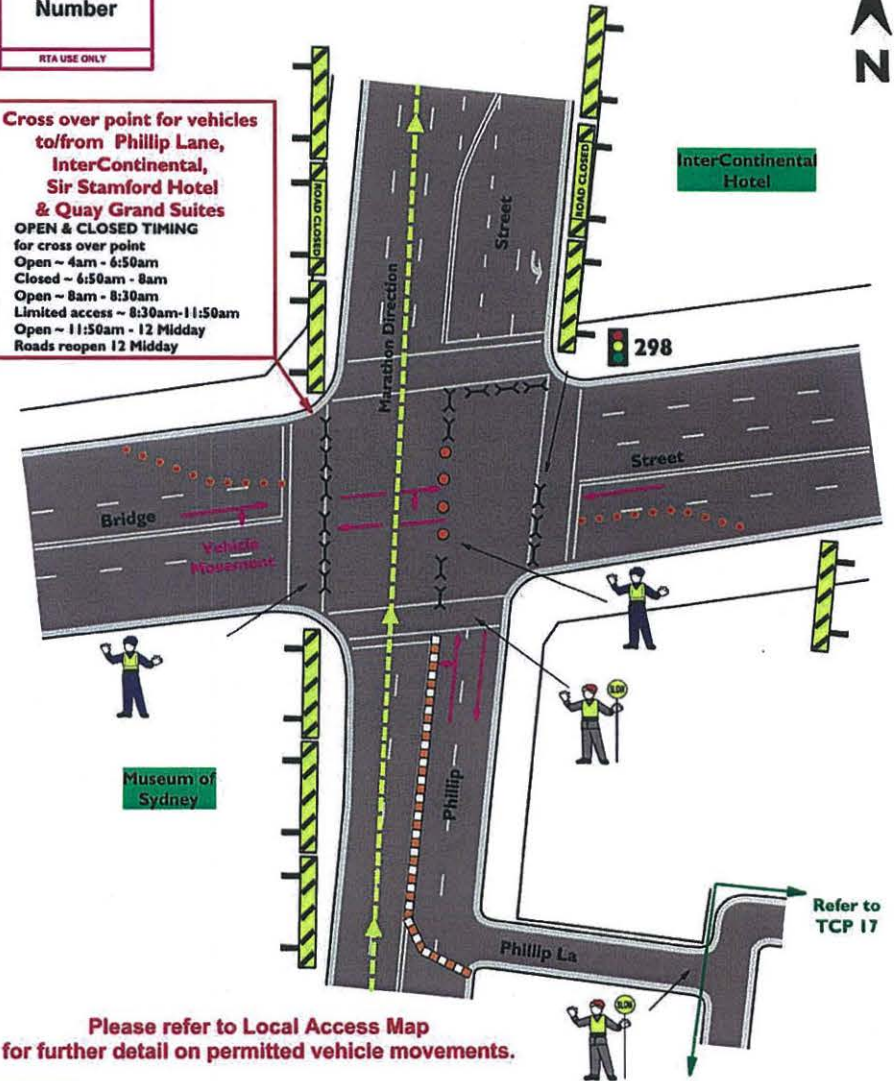 Number
RTA USE ONLY
N
Cross over point for vehicles
to/from Phillip Lane,
InterContinental,
Sir Stamford Hotel
& Quay Grand Suites
OPEN & CLOSED TIMING
for cross over point
Open ~ 4am - 6:50am
Closed ~ 6:50am - 8am
Open ~ 8am - 8:30am
Limited access ~ 8:30am-11:50am
Open ~ 11:50am - 12 Midday
Roads reopen 12 Midday
ROAD CLOSED
Marathon Direction
Street
ROAD CLOSED
InterContinental
Hotel
298
Street
Bridge
Vehicle
Movement
SLOW
Museum of
Sydney
Phillip
Phillip La
Refer to
TCP 17
SLOW
Please refer to Local Access Map
for further detail on permitted vehicle movements.